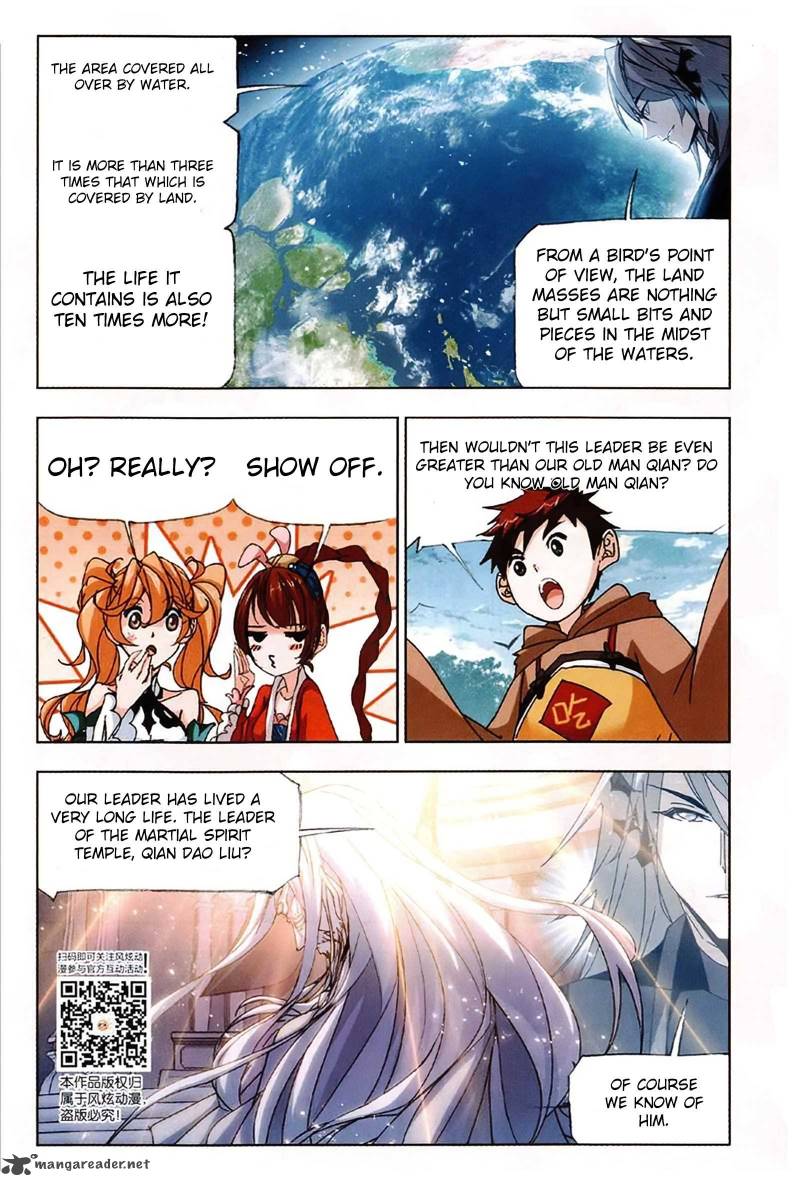 THE AREA COVERED ALL
OVER BY WATER.
IT IS MORE THAN THREE
TIMES THAT WHICH IS
COVERED BY LAND.
THE LIFE IT
CONTAINS IS ALSO
TEN TIMES MORE!
FROM A BIRD'S POINT
OF VIEW, THE LAND
MASSES ARE NOTHING
BUT SMALL BITS AND
PIECES IN THE MIDST
OF THE WATERS.
OH? REALLY?
SHOW OFF.
THEN WOULDN'T THIS LEADER BE EVEN
GREATER THAN OUR OLD MAN QIAN? DO
YOU KNOW OLD MAN QIAN?
吃
OUR LEADER HAS LIVED A
VERY LONG LIFE. THE LEADER
OF THE MARTIAL SPIRIT
TEMPLE, QIAN DAO LIU?
扫码即可关注风炫动
漫参与官方互动活动。
本作品版权归
属于风炫动漫,
盗版必究!
OF COURSE
WE KNOW OF
HIM.
mangareader.net